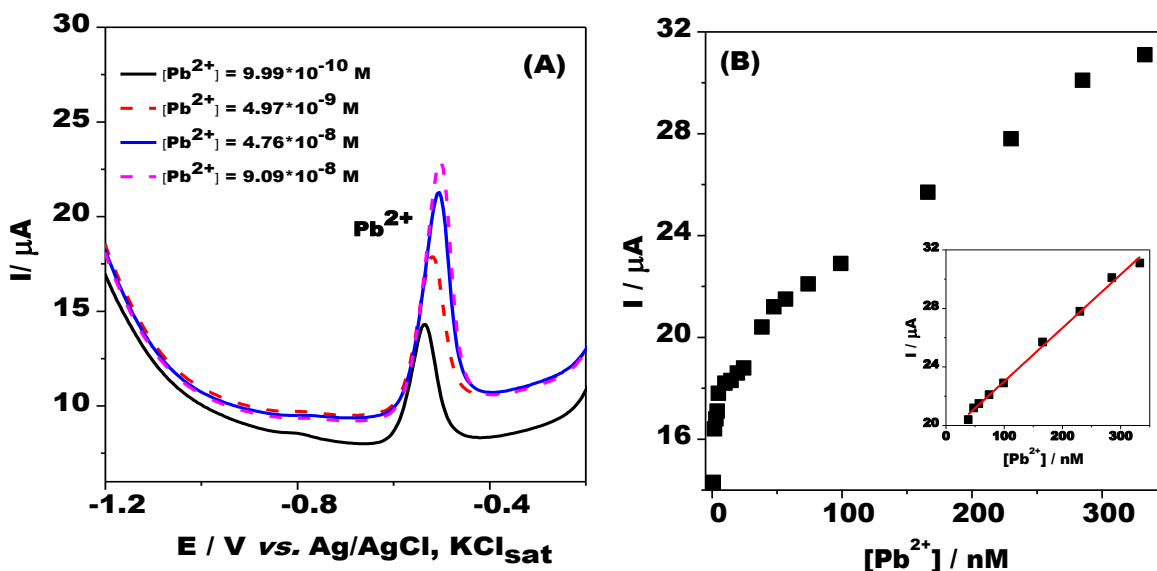 (A)
[Pb2+] = 9.99*10-10 M
[Pb2+] = 4.97*10-9 M
[Pb2+] = 4.76*10-8 M
[Pb2+] = 9.09*10-8 M
Pb2+
I/ μA
30
25
20
15
10
-1.2
-0.8
-0.4
E / V vs. Ag/AgCl, KClsat
(B)
I / μA
32
28
24
20
16
0
100
200
300
[Pb2+] / nM
I / μA
32
28
24
20
0
100
200
300
[Pb2+] / nM